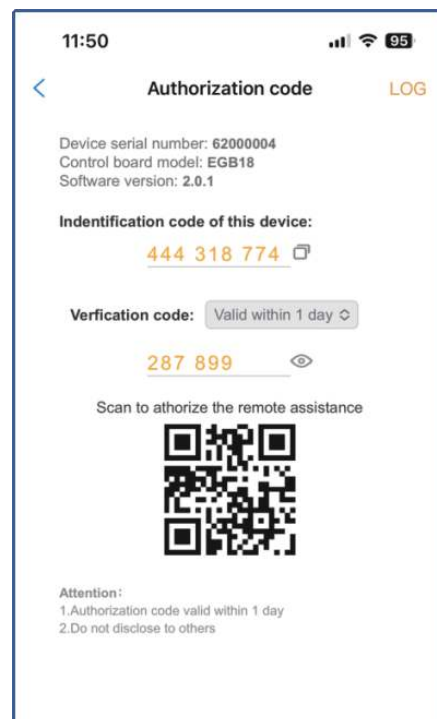 11:50 95
Authorization code LOG
Device serial number: 62000004
Control board model: EGB18
Software version: 2.0.1
Indentification code of this device:
444 318 774
Verfication code: Valid within 1 day
287 899
Scan to athorize the remote assistance
Attention:
1.Authorization code valid within 1 day
2.Do not disclose to others